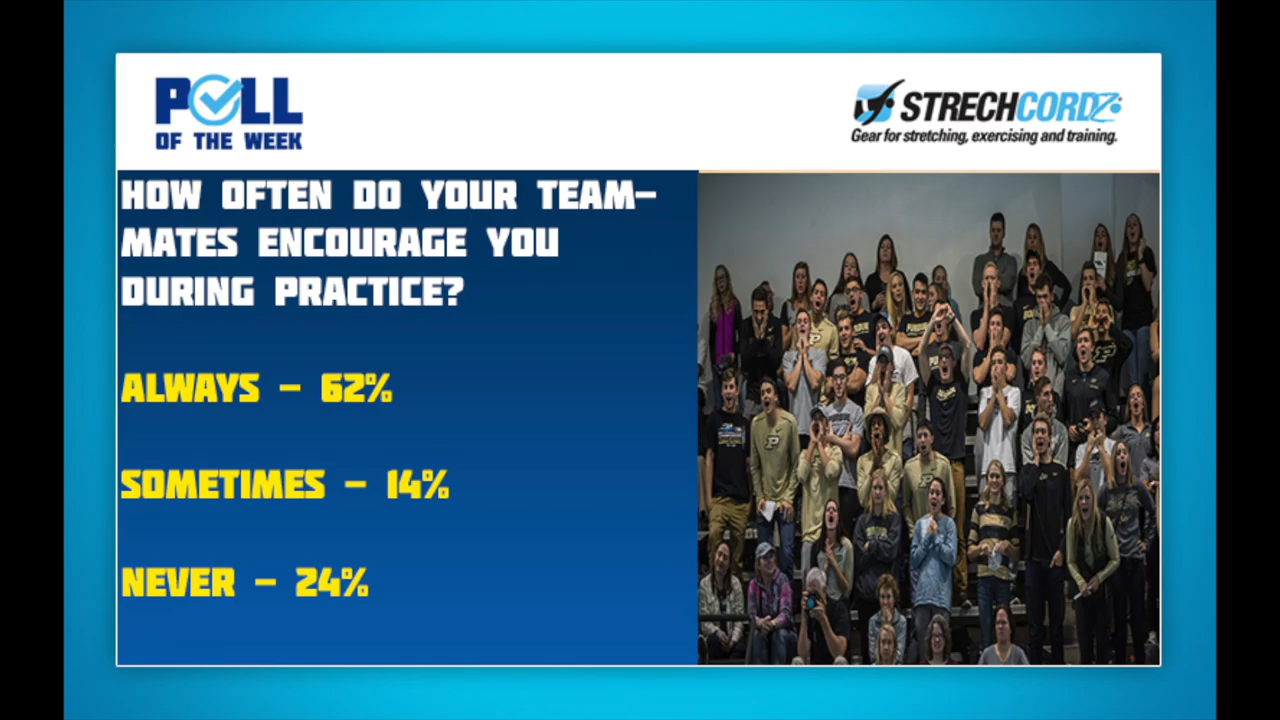 POLL
OF THE WEEK
STRECHCORDZ
Gear for stretching, exercising and training.
HOW OFTEN DO YOUR TEAM-
MATES ENCOURAGE YOU
DURING PRACTICE?
ALWAYS - 62%
SOMETIMES - 14%
NEVER - 24%